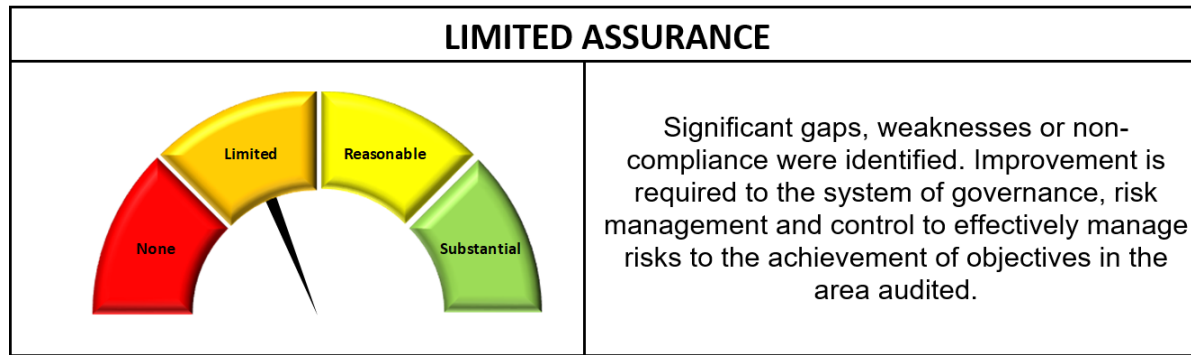 LIMITED ASSURANCE
Limited
Reasonable
None
Substantial
Significant gaps, weaknesses or non-
compliance were identified. Improvement is
required to the system of governance, risk
management and control to effectively manage
risks to the achievement of objectives in the
area audited.